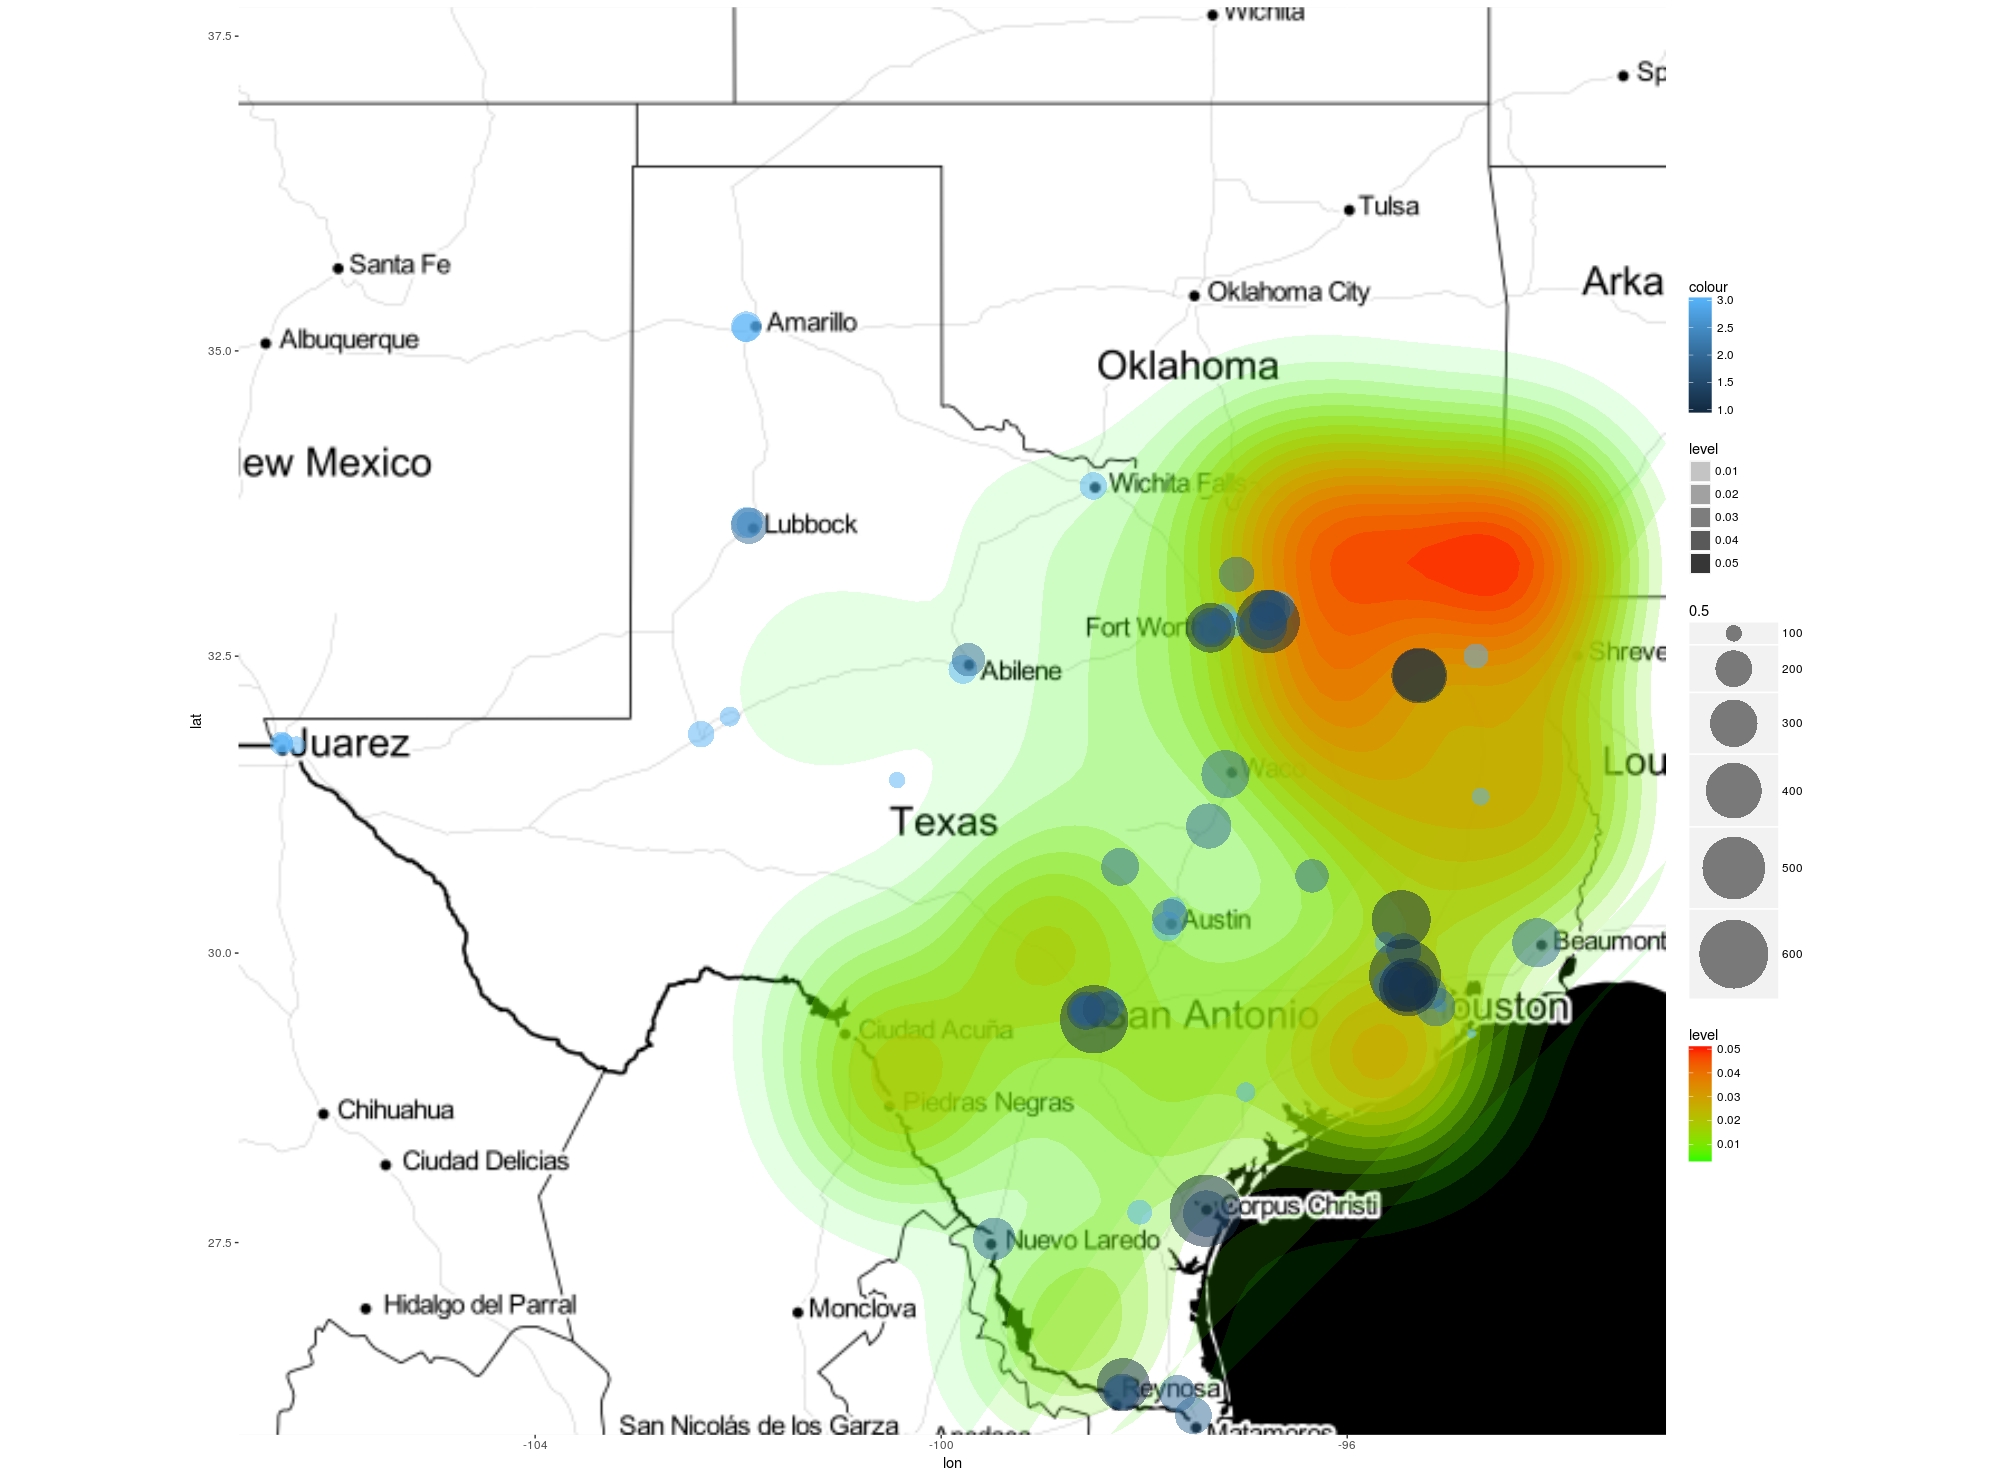 37.5
35.0
32.5
30.0
27.5
lat
-104
-100
-96
lon
Wichita
Sp
Tulsa
Santa Fe
Arka
Oklahoma City
Amarillo
Albuquerque
Oklahoma
ew Mexico
Wichita Falls
Lubbock
Fort Wort
Shreve
Abilene
Juarez
Lou
Waco
Texas
Austin
Beaumont
ouston
San Antonio
Ciudad Acuña
Piedras Negras
Chihuahua
Ciudad Delicias
Corpus Christi
Nuevo Laredo
Hidalgo del Parral
Monclova
Reynosa
San Nicolás de los Garza
Apodaca
Matamoros
colour
3.0
2.5
2.0
1.5
1.0
level
0.01
0.02
0.03
0.04
0.05
0.5
100
200
300
400
500
600
level
0.05
0.04
0.03
0.02
0.01